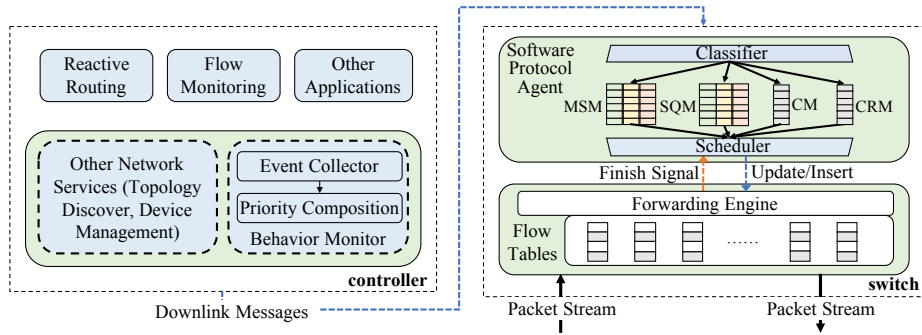 Reactive
Routing
Flow
Monitoring
Other
Applications
Other Network
Services (Topology
Discover, Device
Management)
Event Collector
Priority Composition
Behavior Monitor
controller
Downlink Messages
Software
Protocol
Agent
Classifier
MSM
SQM
CM
CRM
Scheduler
Finish Signal
Update/Insert
Forwarding Engine
Flow
Tables
......
switch
Packet Stream
Packet Stream